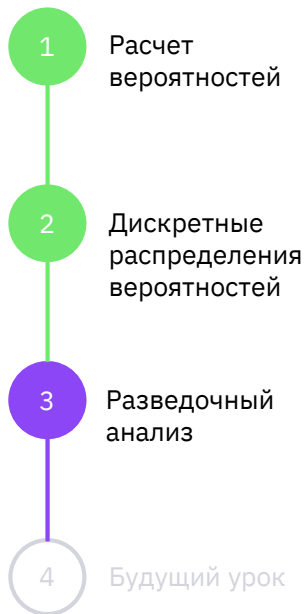 1
Расчет
вероятностей
2
Дискретные
распределения
вероятностей
3
Разведочный
анализ
4
Будущий урок